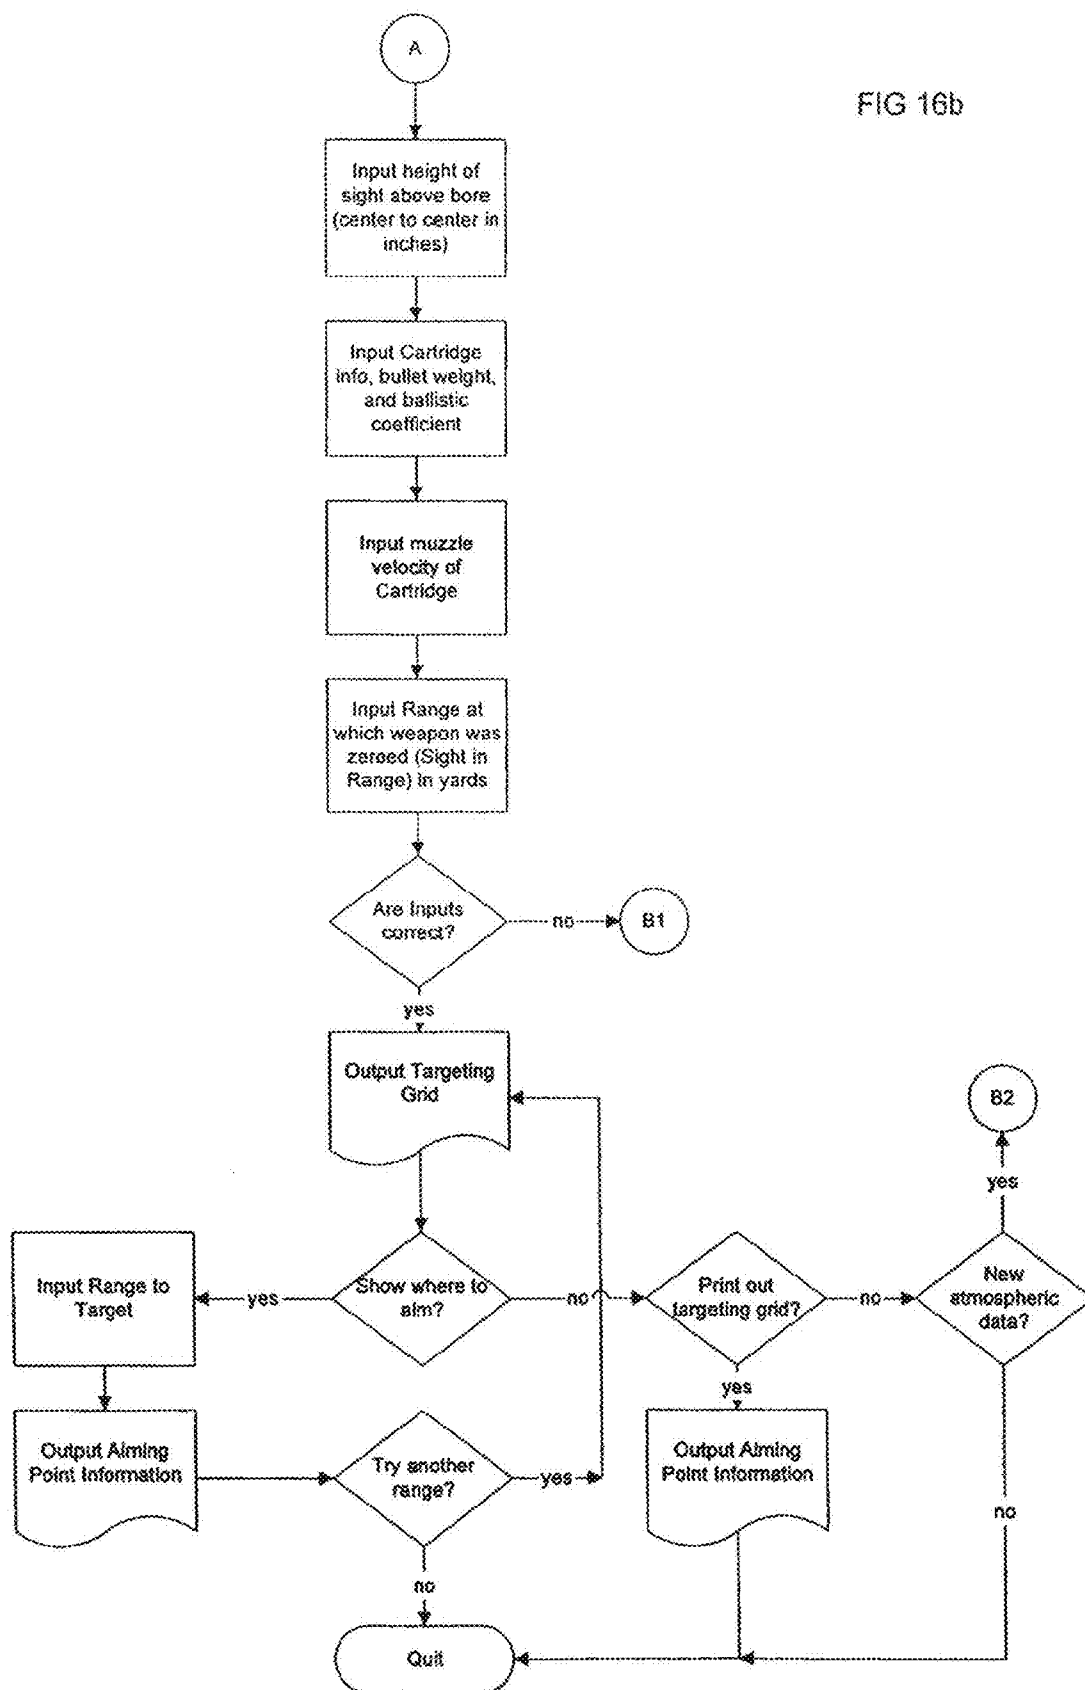 A
FIG 16b
Input height of
sight above bore
(center to center in
inches)
Input Cartridge
info, bullet weight,
and ballistic
coefficient
Input muzzle
velocity of
Cartridge
Input Range at
which weapon was
zeroed (Sight in
Range) in yards
Are Inputs
correct?
no
B1
yes
Output Targeting
Grid
B2
yes
Input Range to
Target
yes
Show where to
aim?
no
Print out
targeting grid?
no
New
atmospheric
data?
yes
Output Aiming
Point Information
Try another
range?
yes
Output Aiming
Point Information
no
no
Quit